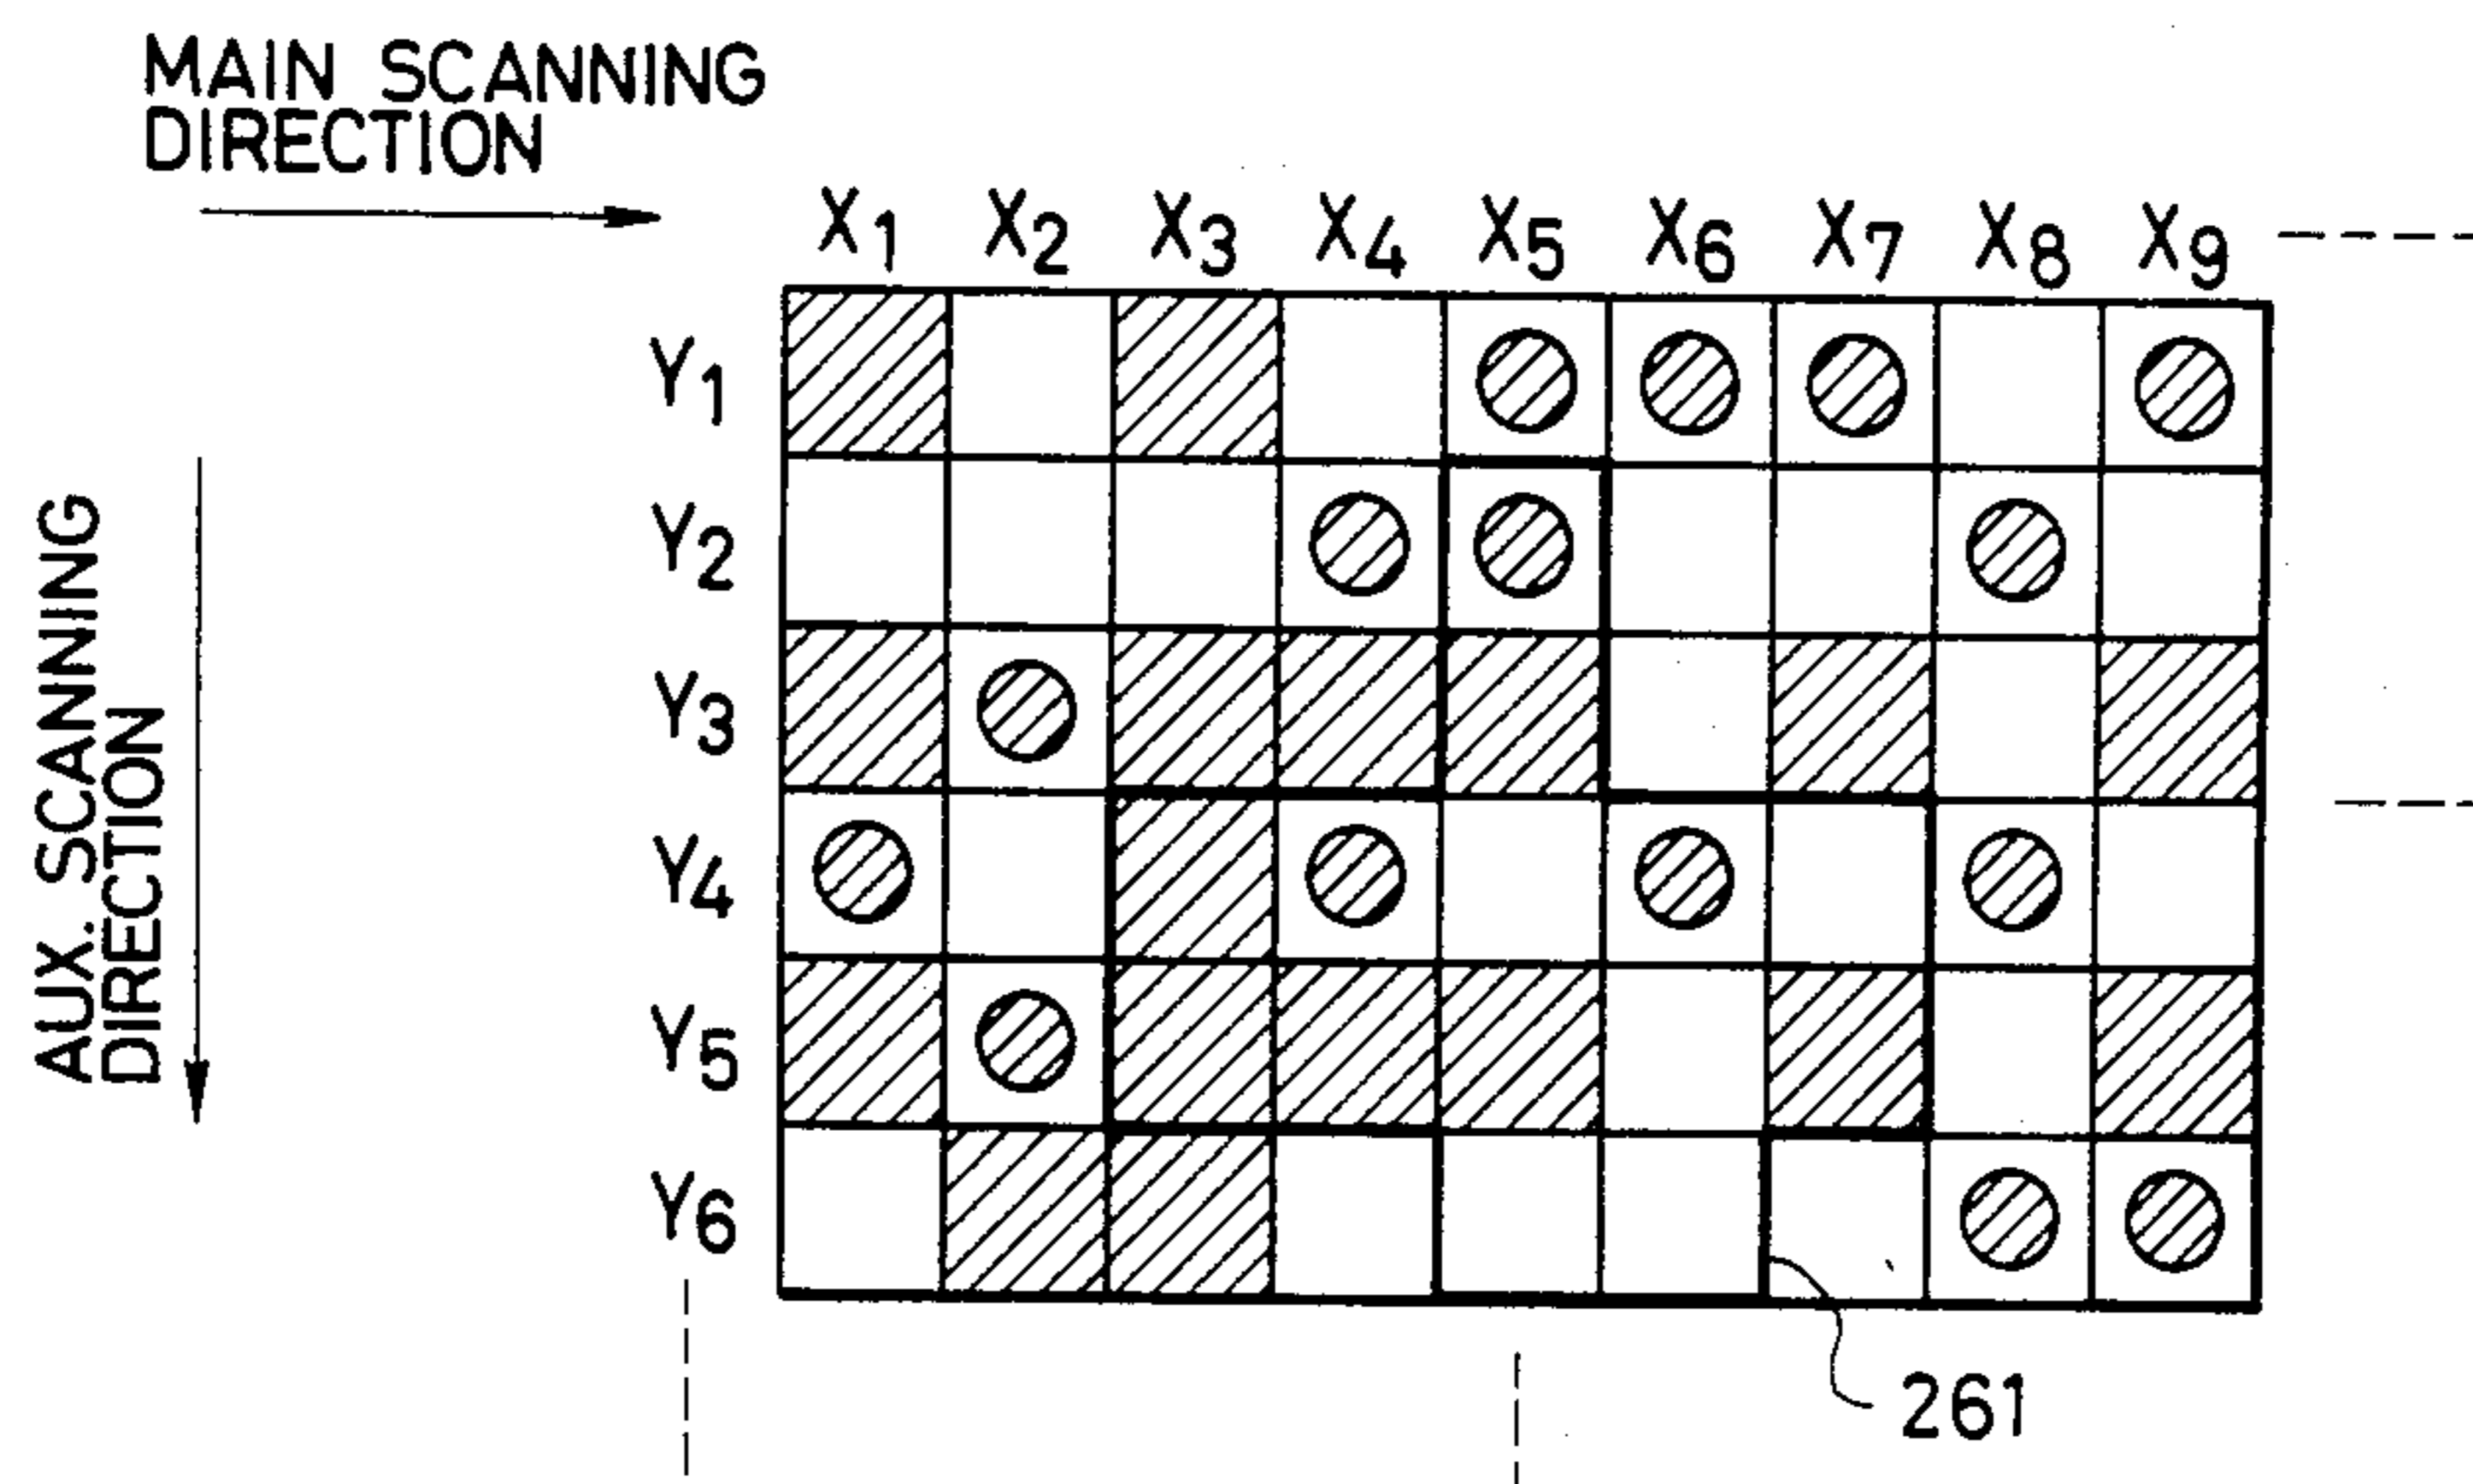 MAIN SCANNING
DIRECTION
X1 X2 X3 X4 X5 X6 X7 X8 X9
Y1
Y2
Y3
Y4
Y5
Y6
AUX. SCANNING
DIRECTION
261